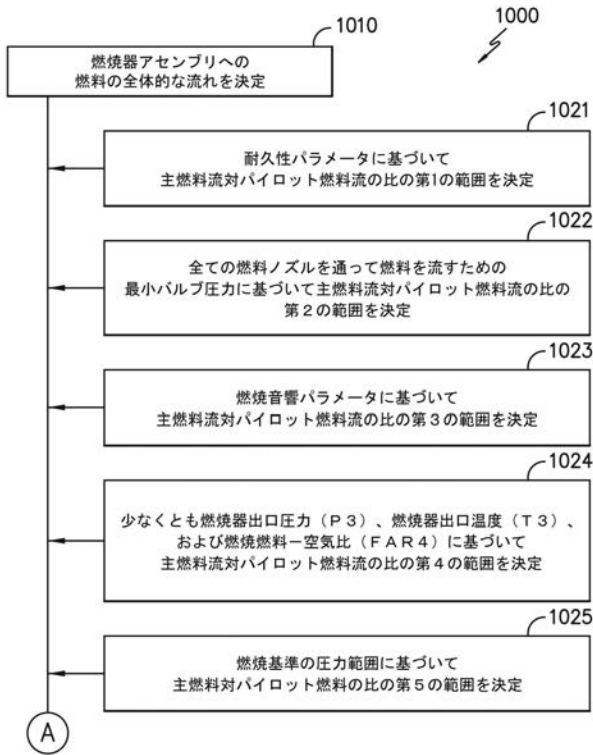 1010
1000
燃焼器アセンブリへの
燃料の全体的な流れを決定
1021
耐久性パラメータに基づいて
主燃料流対パイロット燃料流の比の第1の範囲を決定
1022
全ての燃料ノズルを通って燃料を流すための
最小バルブ圧力に基づいて主燃料流対パイロット燃料流の比の
第２の範囲を決定
1023
燃焼音響パラメータに基づいて
主燃料流対パイロット燃料流の比の第３の範囲を決定
1024
少なくとも燃焼器出口圧力（Ｐ３）、燃焼器出口温度（Ｔ３）、
および燃焼燃料－空気比（ＦＡＲ４）に基づいて
主燃料流対パイロット燃料流の比の第４の範囲を決定
1025
燃焼基準の圧力範囲に基づいて
主燃料対パイロット燃料の比の第５の範囲を決定
A